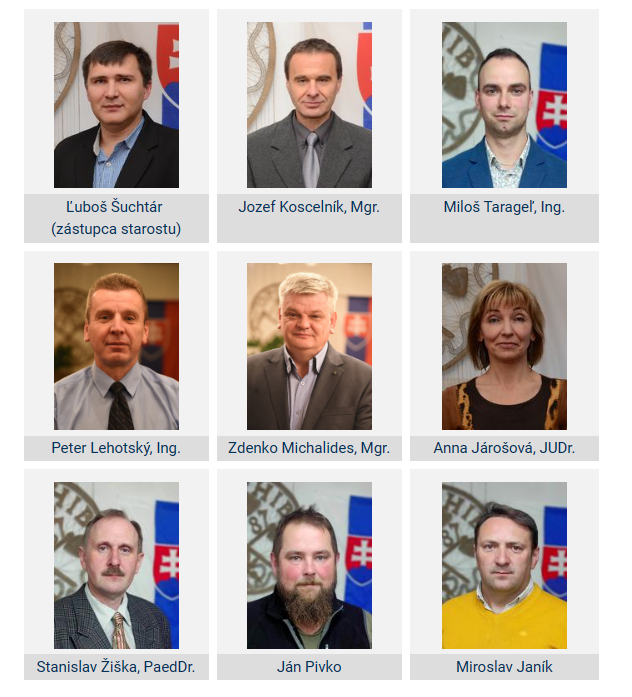 Ľuboš Šuchtár
(zástupca starostu)
Jozef Koscelník, Mgr.
Miloš Tarageľ, Ing.
Peter Lehotský, Ing.
Zdenko Michalides, Mgr.
Anna Járošová, JUDr.
Stanislav Žiška, PaedDr.
Ján Pivko
Miroslav Janík